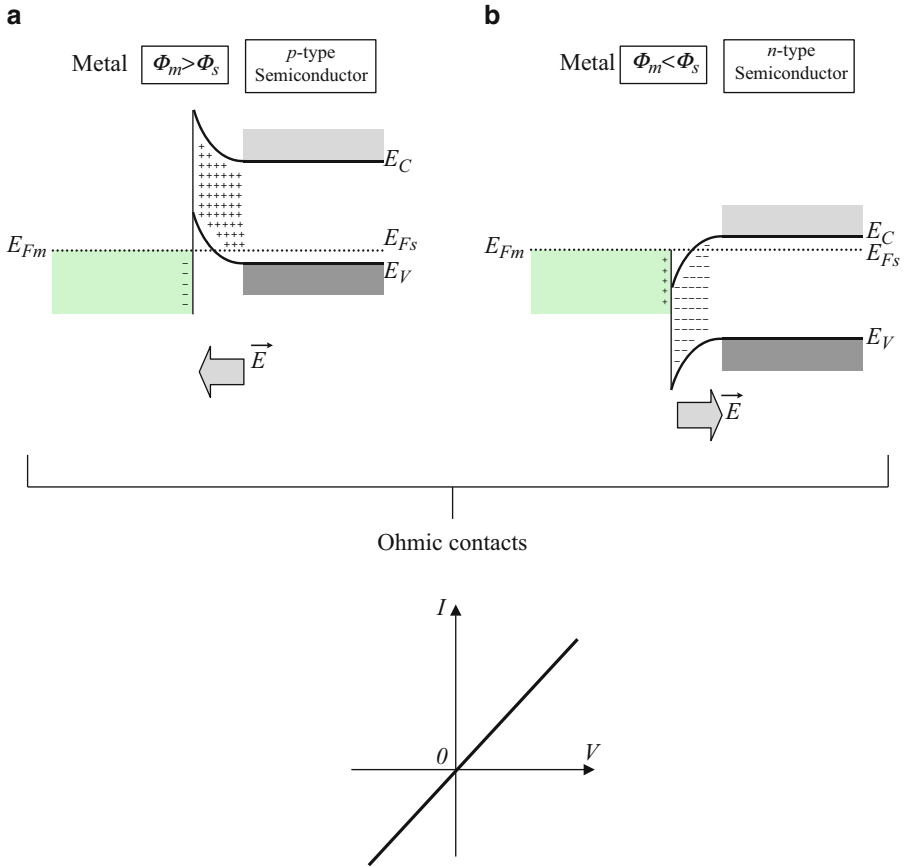 a
Metal Φm>Φs p-type Semiconductor
EC
EFm EFs
EV
+
++
++++
++++++
++++++
++++++
++++++
+++++
++++
+++
−
−
−
−
−
E
b
Metal Φm<Φs n-type Semiconductor
EC
EFm EFs
EV
+
+
+
+
+
E
Ohmic contacts
I
0 V